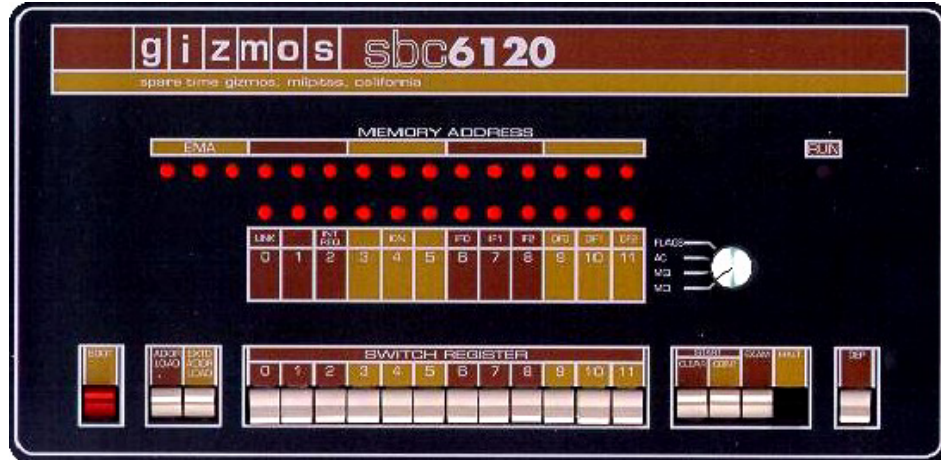 gizmos sbc6120
spare time gizmos, milpitas, california
MEMORY ADDRESS
EMA
RUN
LINK INT REQ ION IF0 IF1 IF2 DF0 DF1 DF2
0 1 2 3 4 5 6 7 8 9 10 11
FLAGS
AC
MQ
MD
BOOT
ADDR LOAD
EXTD ADDR LOAD
SWITCH REGISTER
0 1 2 3 4 5 6 7 8 9 10 11
START
CLEAR CONT EXAM HALT
DEP